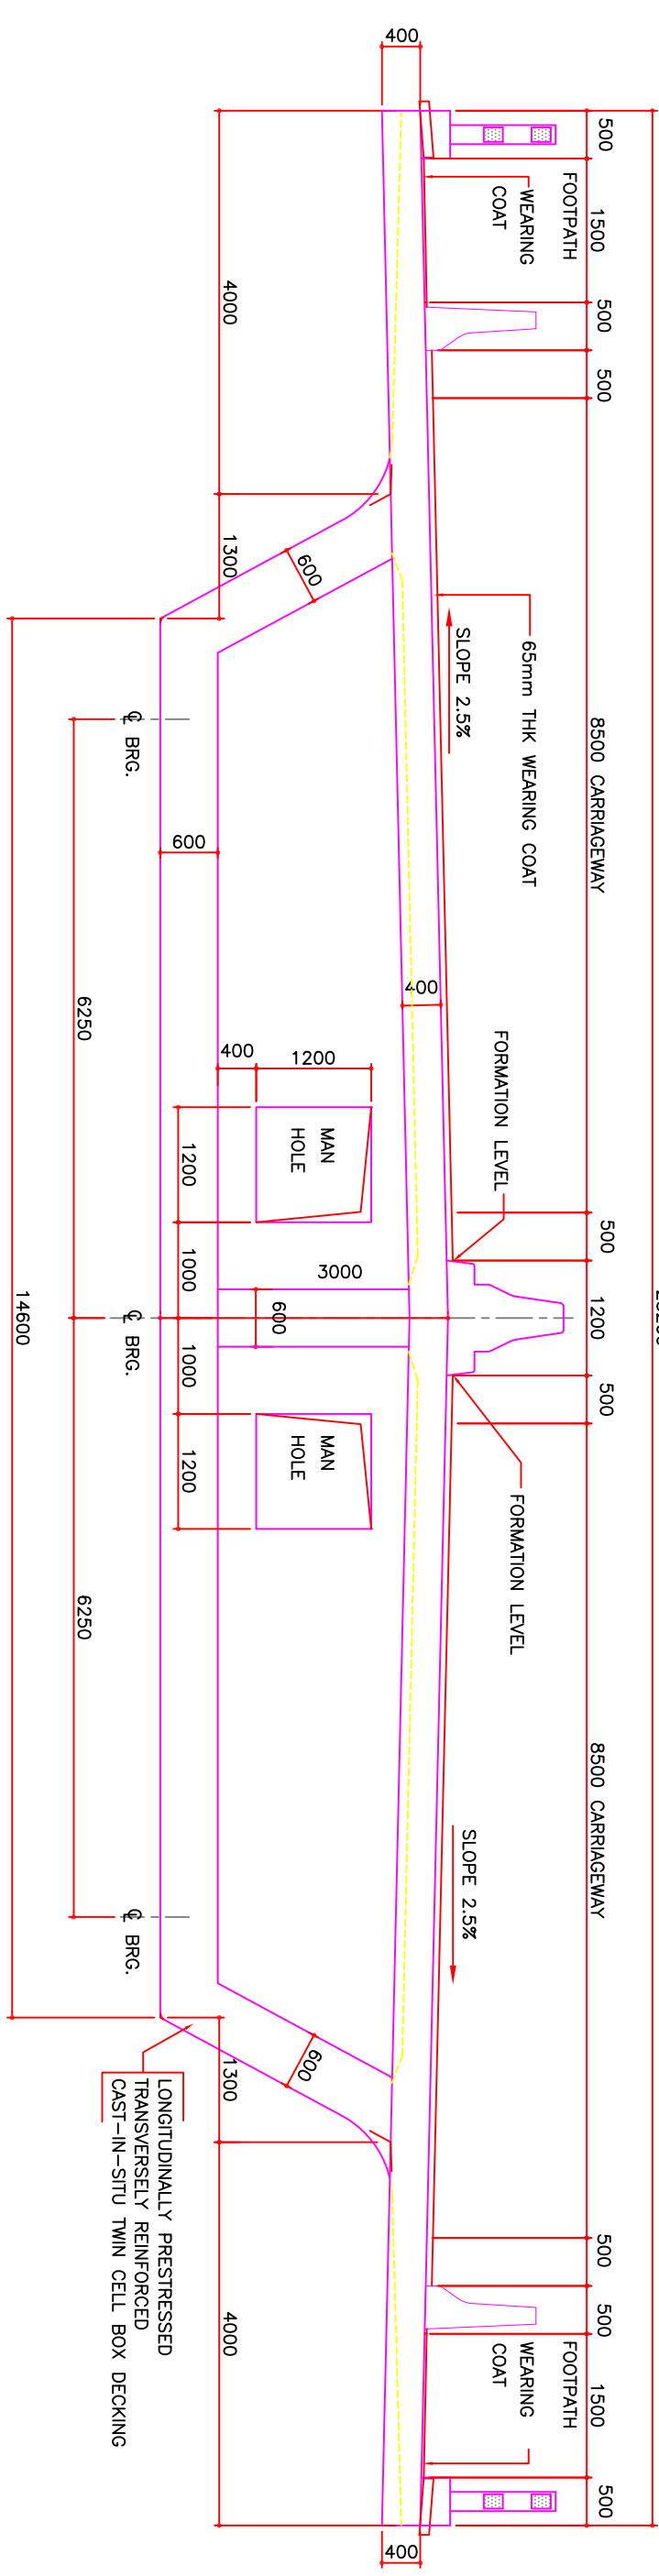 500
1500
500
500
8500 CARRIAGEWAY
500
1200
500
8500 CARRIAGEWAY
500
500
1500
500
FOOTPATH
WEARING
COAT
65mm THK WEARING COAT
SLOPE 2.5%
FORMATION LEVEL
FORMATION LEVEL
SLOPE 2.5%
FOOTPATH
WEARING
COAT
400
400
400
4000
1300
600
600
400
1200
MAN
HOLE
1200
1000
3000
600
1000
MAN
HOLE
1200
600
1300
4000
℄ BRG.
℄ BRG.
℄ BRG.
6250
6250
14600
LONGITUDINALLY PRESTRESSED
TRANSVERSELY REINFORCED
CAST-IN-SITU TWIN CELL BOX DECKING